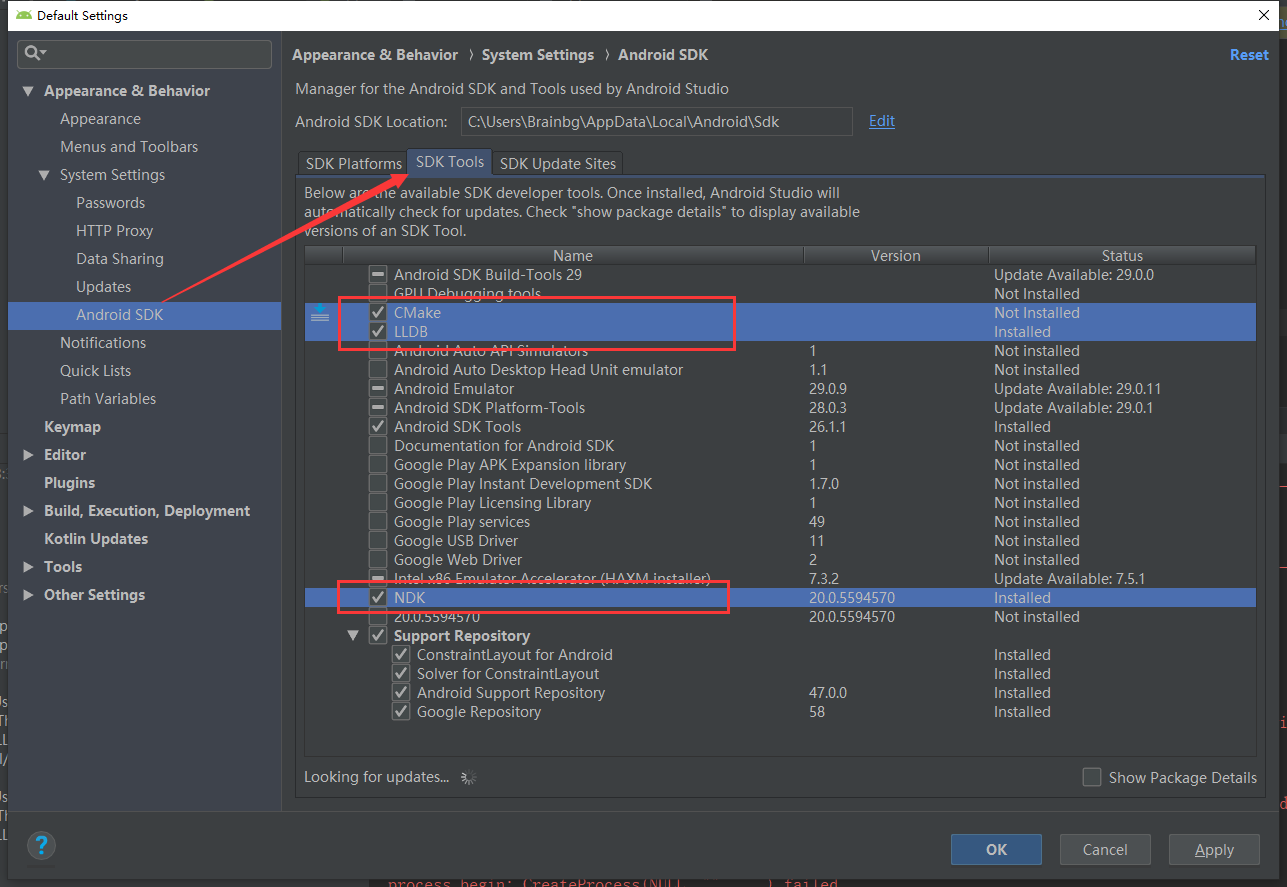 Default Settings
Appearance & Behavior
Appearance
Menus and Toolbars
System Settings
Passwords
HTTP Proxy
Data Sharing
Updates
Android SDK
Notifications
Quick Lists
Path Variables
Keymap
Editor
Plugins
Build, Execution, Deployment
Kotlin Updates
Tools
Other Settings
Appearance & Behavior › System Settings › Android SDK
Reset
Manager for the Android SDK and Tools used by Android Studio
Android SDK Location: C:\Users\Brainbg\AppData\Local\Android\Sdk Edit
SDK Platforms SDK Tools SDK Update Sites
Below are the available SDK developer tools. Once installed, Android Studio will
automatically check for updates. Check "show package details" to display available
versions of an SDK Tool.
Name Version Status
Android SDK Build-Tools 29 Update Available: 29.0.0
GPU Debugging tools Not Installed
CMake Not Installed
LLDB Installed
Android Auto API Simulators 1 Not installed
Android Auto Desktop Head Unit emulator 1.1 Not installed
Android Emulator 29.0.9 Update Available: 29.0.11
Android SDK Platform-Tools 28.0.3 Update Available: 29.0.1
Android SDK Tools 26.1.1 Installed
Documentation for Android SDK 1 Not installed
Google Play APK Expansion library 1 Not installed
Google Play Instant Development SDK 1.7.0 Not installed
Google Play Licensing Library 1 Not installed
Google Play services 49 Not installed
Google USB Driver 11 Not installed
Google Web Driver 2 Not installed
Intel x86 Emulator Accelerator (HAXM installer) 7.3.2 Update Available: 7.5.1
NDK 20.0.5594570 Installed
20.0.5594570 20.0.5594570 Not installed
Support Repository
ConstraintLayout for Android Installed
Solver for ConstraintLayout Installed
Android Support Repository 47.0.0 Installed
Google Repository 58 Installed
Looking for updates... Show Package Details
? OK Cancel Apply
process_begin: CreateProcess(NULL, ) failed